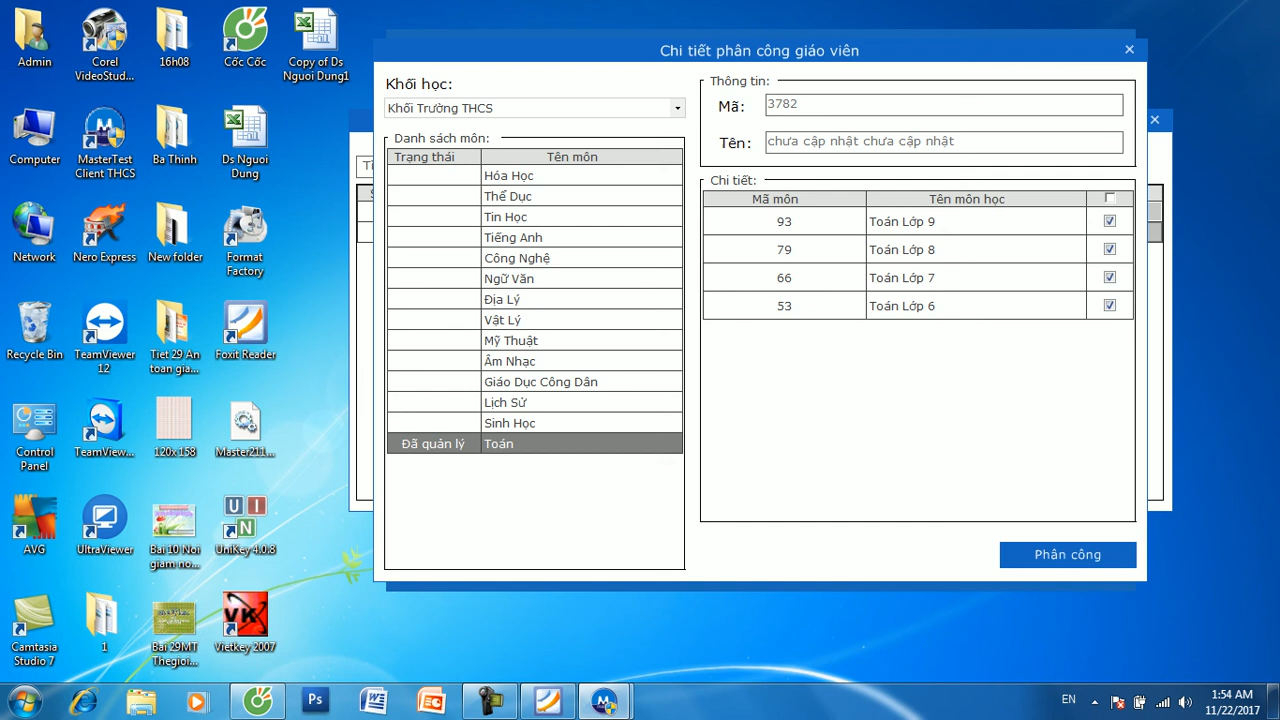 Admin
Corel
VideoStud...
16h08
Cốc Cốc
Copy of Ds
Nguoi Dung1
Computer
MasterTest
Client THCS
Ba Thinh
Ds Nguoi
Dung
Network
Nero Express
New folder
Format
Factory
Recycle Bin
TeamViewer
12
Tiet 29 An
toan gia...
Foxit Reader
Control
Panel
TeamView...
120x158
Master211...
AVG
UltraViewer
Bai 10 Noi
giam no...
UniKey 4.0.8
Camtasia
Studio 7
1
Bai 29MT
Thegioi...
Vietkey 2007
Chi tiết phân công giáo viên
Khối học:
Khối Trường THCS
Danh sách môn:
Trạng thái Tên môn
Hóa Học
Thể Dục
Tin Học
Tiếng Anh
Công Nghệ
Ngữ Văn
Địa Lý
Vật Lý
Mỹ Thuật
Âm Nhạc
Giáo Dục Công Dân
Lịch Sử
Sinh Học
Đã quản lý Toán
Thông tin:
Mã: 3782
Tên: chưa cập nhật chưa cập nhật
Chi tiết:
Mã môn Tên môn học
93 Toán Lớp 9
79 Toán Lớp 8
66 Toán Lớp 7
53 Toán Lớp 6
Phân công
Ps
EN
1:54 AM
11/22/2017